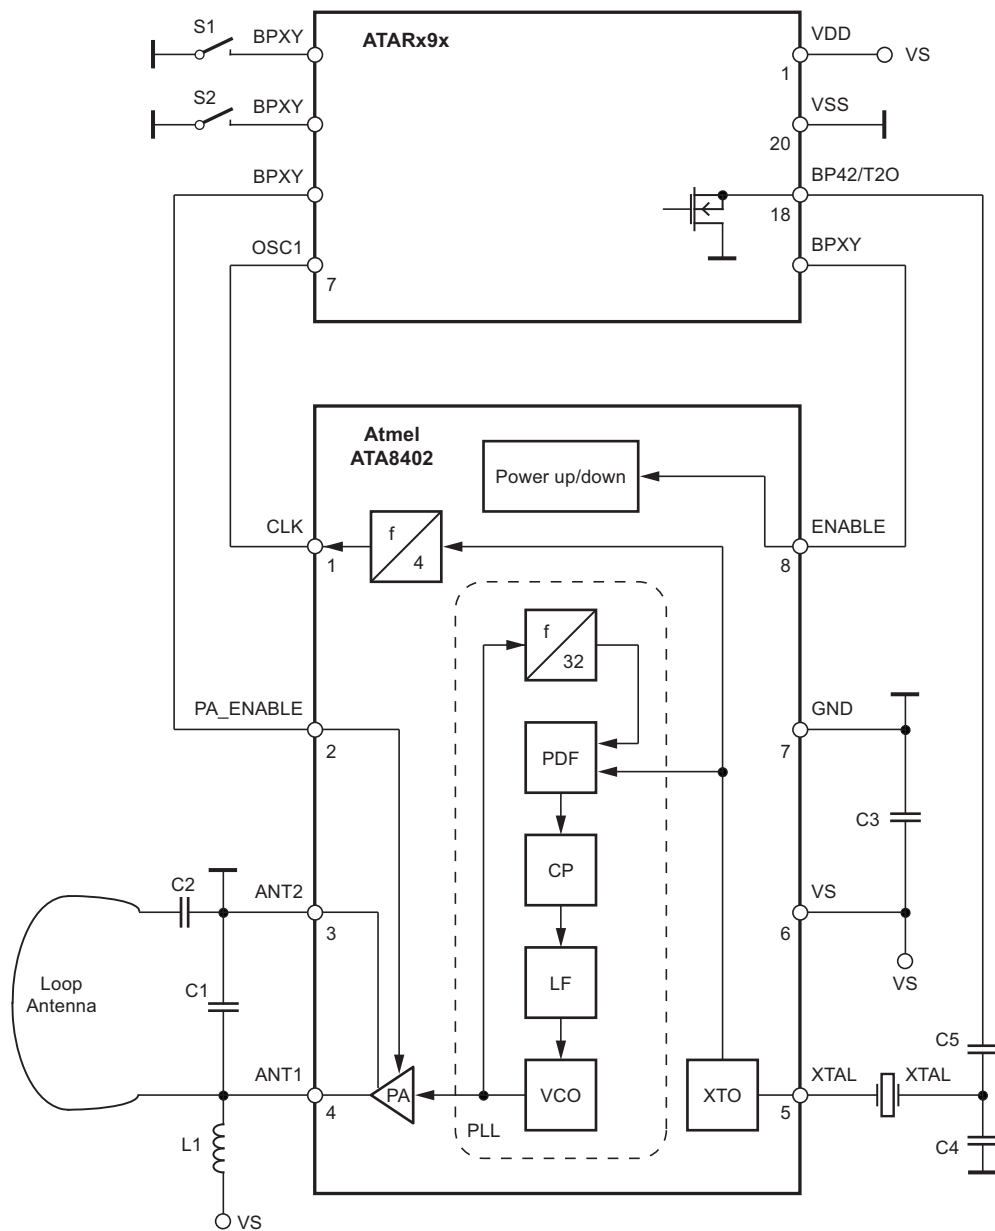 S1
BPXY
ATARx9x
VDD
1
VS
S2
BPXY
VSS
20
BPXY
BP42/T2O
18
OSC1
7
BPXY
Atmel
ATA8402
Power up/down
CLK
1
f
4
ENABLE
8
f
32
PA_ENABLE
2
PDF
GND
7
C3
CP
C2
ANT2
3
VS
6
Loop
Antenna
C1
LF
VS
C5
ANT1
4
PA
VCO
XTO
XTAL
5
XTAL
PLL
L1
C4
VS